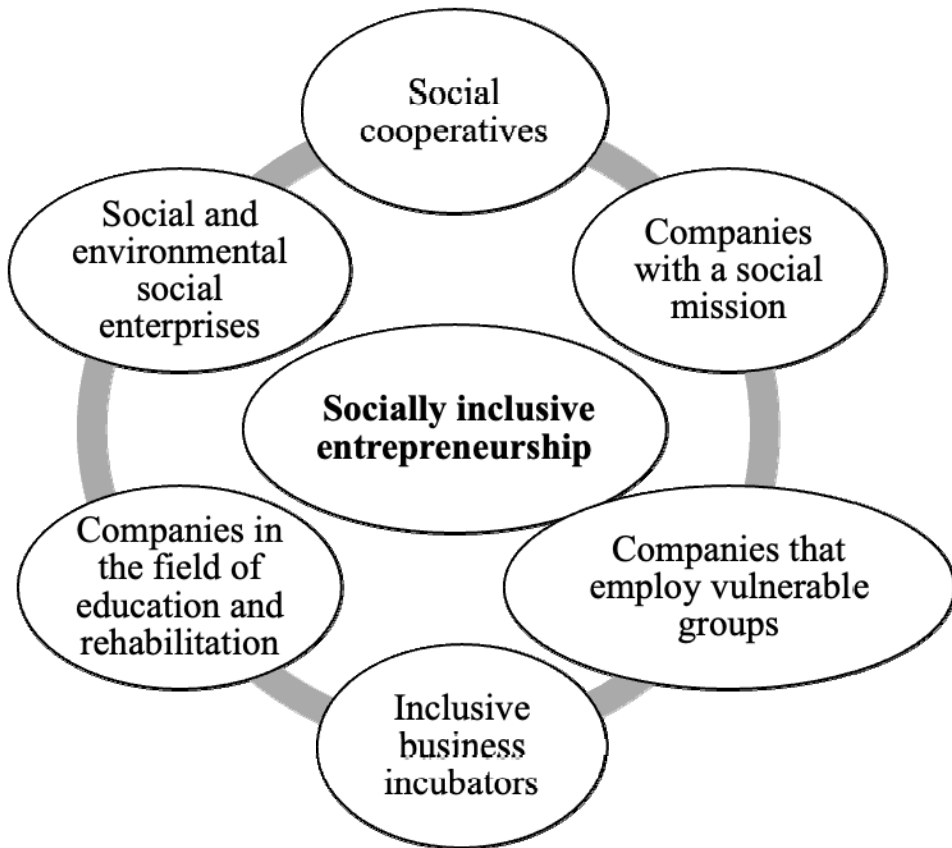 Social
cooperatives
Companies
with a social
mission
Companies that
employ vulnerable
groups
Inclusive
business
incubators
Companies in
the field of
education and
rehabilitation
Social and
environmental
social
enterprises
Socially inclusive
entrepreneurship